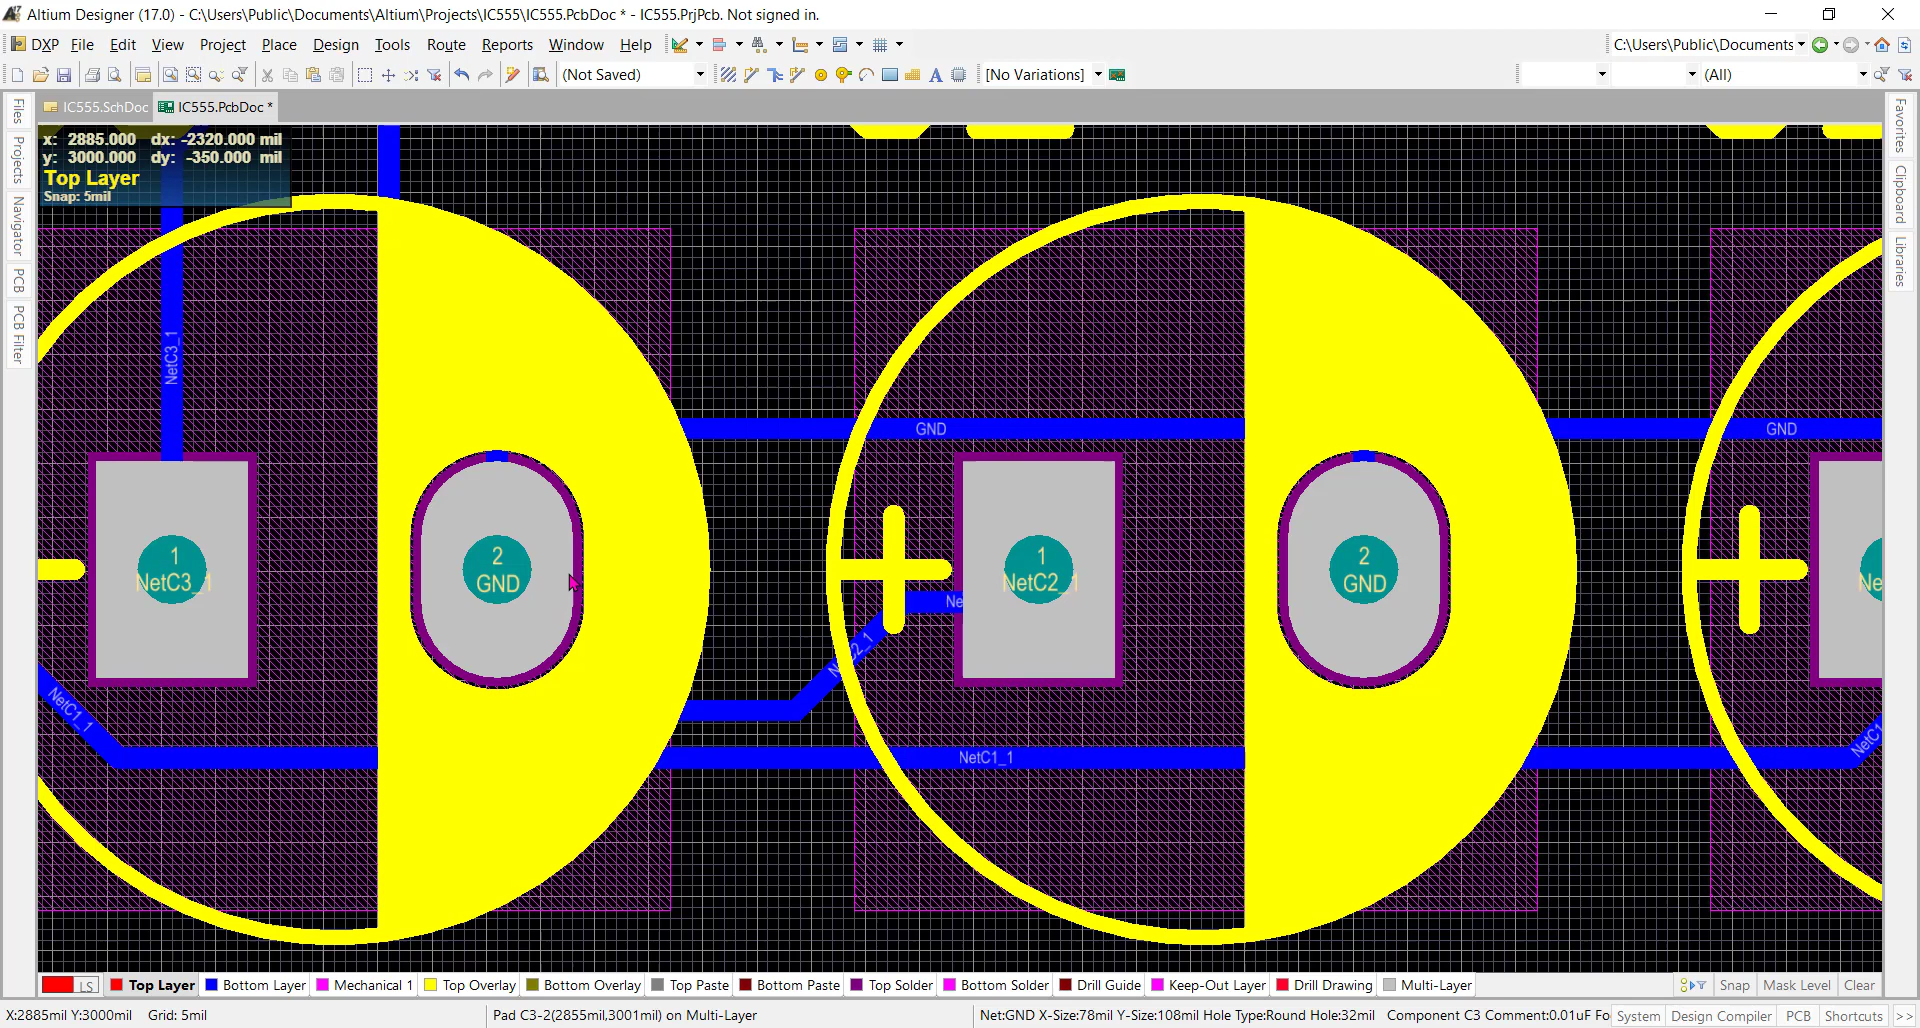 Altium Designer (17.0) - C:\Users\Public\Documents\Altium\Projects\IC555\IC555.PcbDoc * - IC555.PrjPcb. Not signed in.
DXP File Edit View Project Place Design Tools Route Reports Window Help C:\Users\Public\Documents
(Not Saved) [No Variations] (All)
IC555.SchDoc IC555.PcbDoc *
x: 2885.000 dx: -2320.000 mil
y: 3000.000 dy: -350.000 mil
Top Layer
Snap: 5mil
Files
Projects
Navigator
PCB
PCB Filter
Favorites
Clipboard
Libraries
NetC3_1
GND
GND
1
NetC3_1
2
GND
1
NetC2_1
2
GND
Ne
Ne
NetC1_1
NetC1_1
NetC1
LS Top Layer Bottom Layer Mechanical 1 Top Overlay Bottom Overlay Top Paste Bottom Paste Top Solder Bottom Solder Drill Guide Keep-Out Layer Drill Drawing Multi-Layer Snap Mask Level Clear
X:2885mil Y:3000mil Grid: 5mil Pad C3-2(2855mil,3001mil) on Multi-Layer Net:GND X-Size:78mil Y-Size:108mil Hole Type:Round Hole:32mil Component C3 Comment:0.01uF Fo System Design Compiler PCB Shortcuts >>